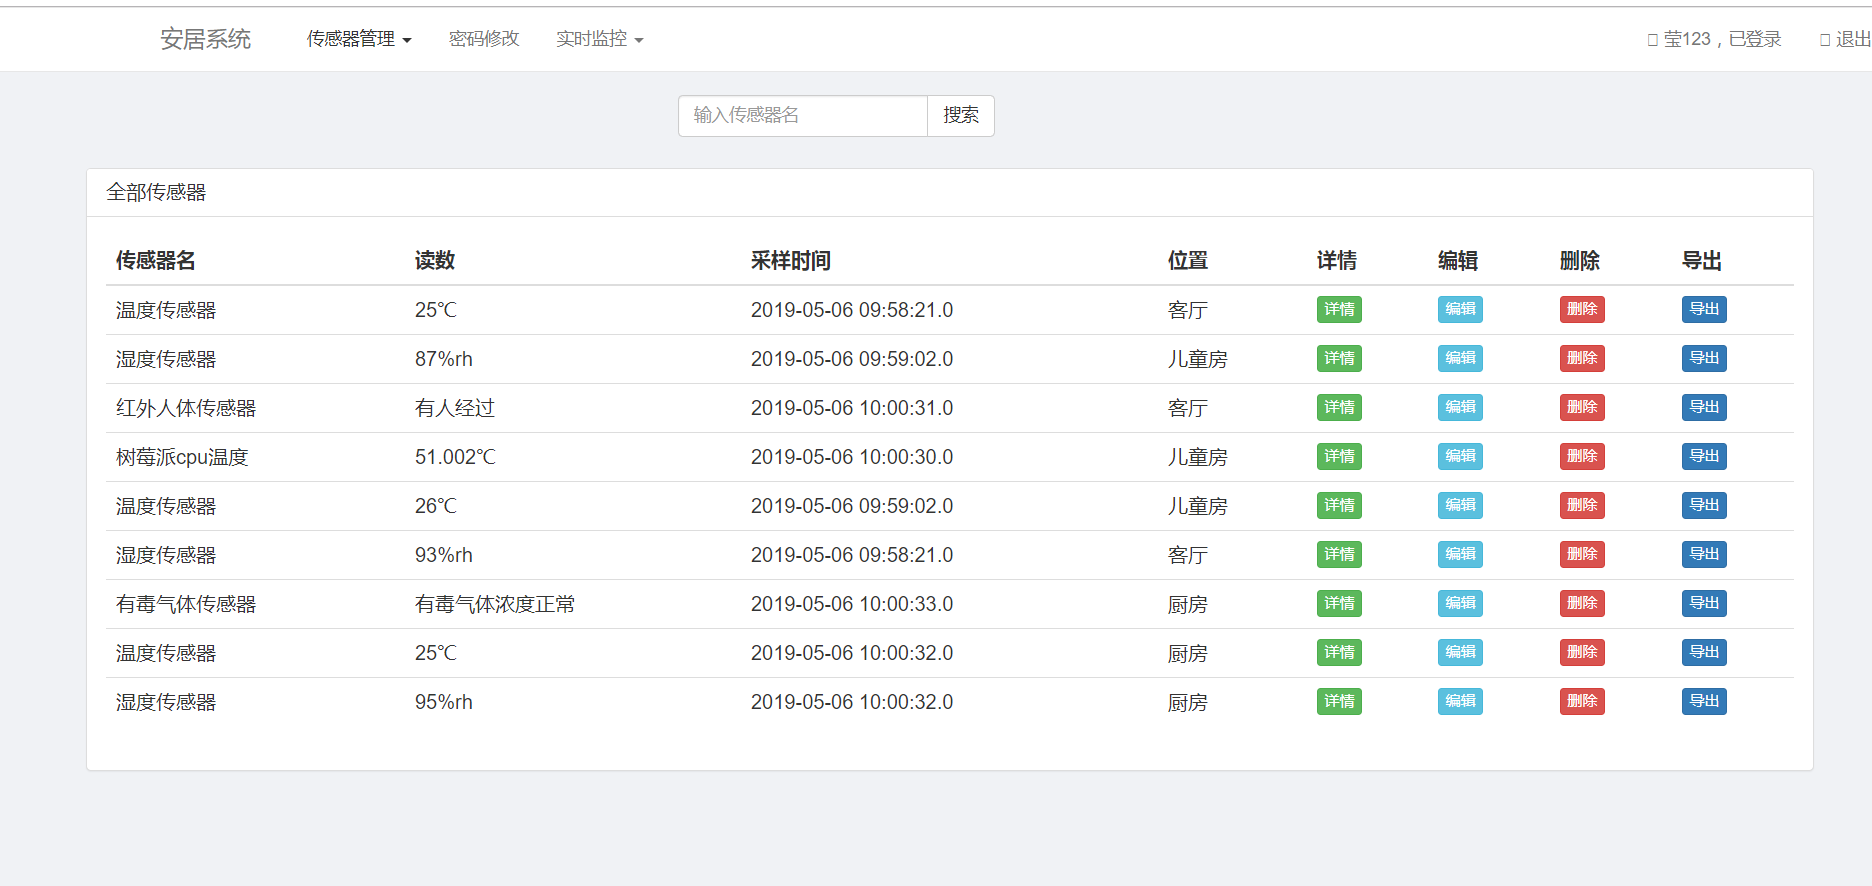 安居系统 传感器管理 密码修改 实时监控 莹123，已登录 退出
输入传感器名 搜索
全部传感器
传感器名 读数 采样时间 位置 详情 编辑 删除 导出
温度传感器 25℃ 2019-05-06 09:58:21.0 客厅 详情 编辑 删除 导出
湿度传感器 87%rh 2019-05-06 09:59:02.0 儿童房 详情 编辑 删除 导出
红外人体传感器 有人经过 2019-05-06 10:00:31.0 客厅 详情 编辑 删除 导出
树莓派cpu温度 51.002℃ 2019-05-06 10:00:30.0 儿童房 详情 编辑 删除 导出
温度传感器 26℃ 2019-05-06 09:59:02.0 儿童房 详情 编辑 删除 导出
湿度传感器 93%rh 2019-05-06 09:58:21.0 客厅 详情 编辑 删除 导出
有毒气体传感器 有毒气体浓度正常 2019-05-06 10:00:33.0 厨房 详情 编辑 删除 导出
温度传感器 25℃ 2019-05-06 10:00:32.0 厨房 详情 编辑 删除 导出
湿度传感器 95%rh 2019-05-06 10:00:32.0 厨房 详情 编辑 删除 导出